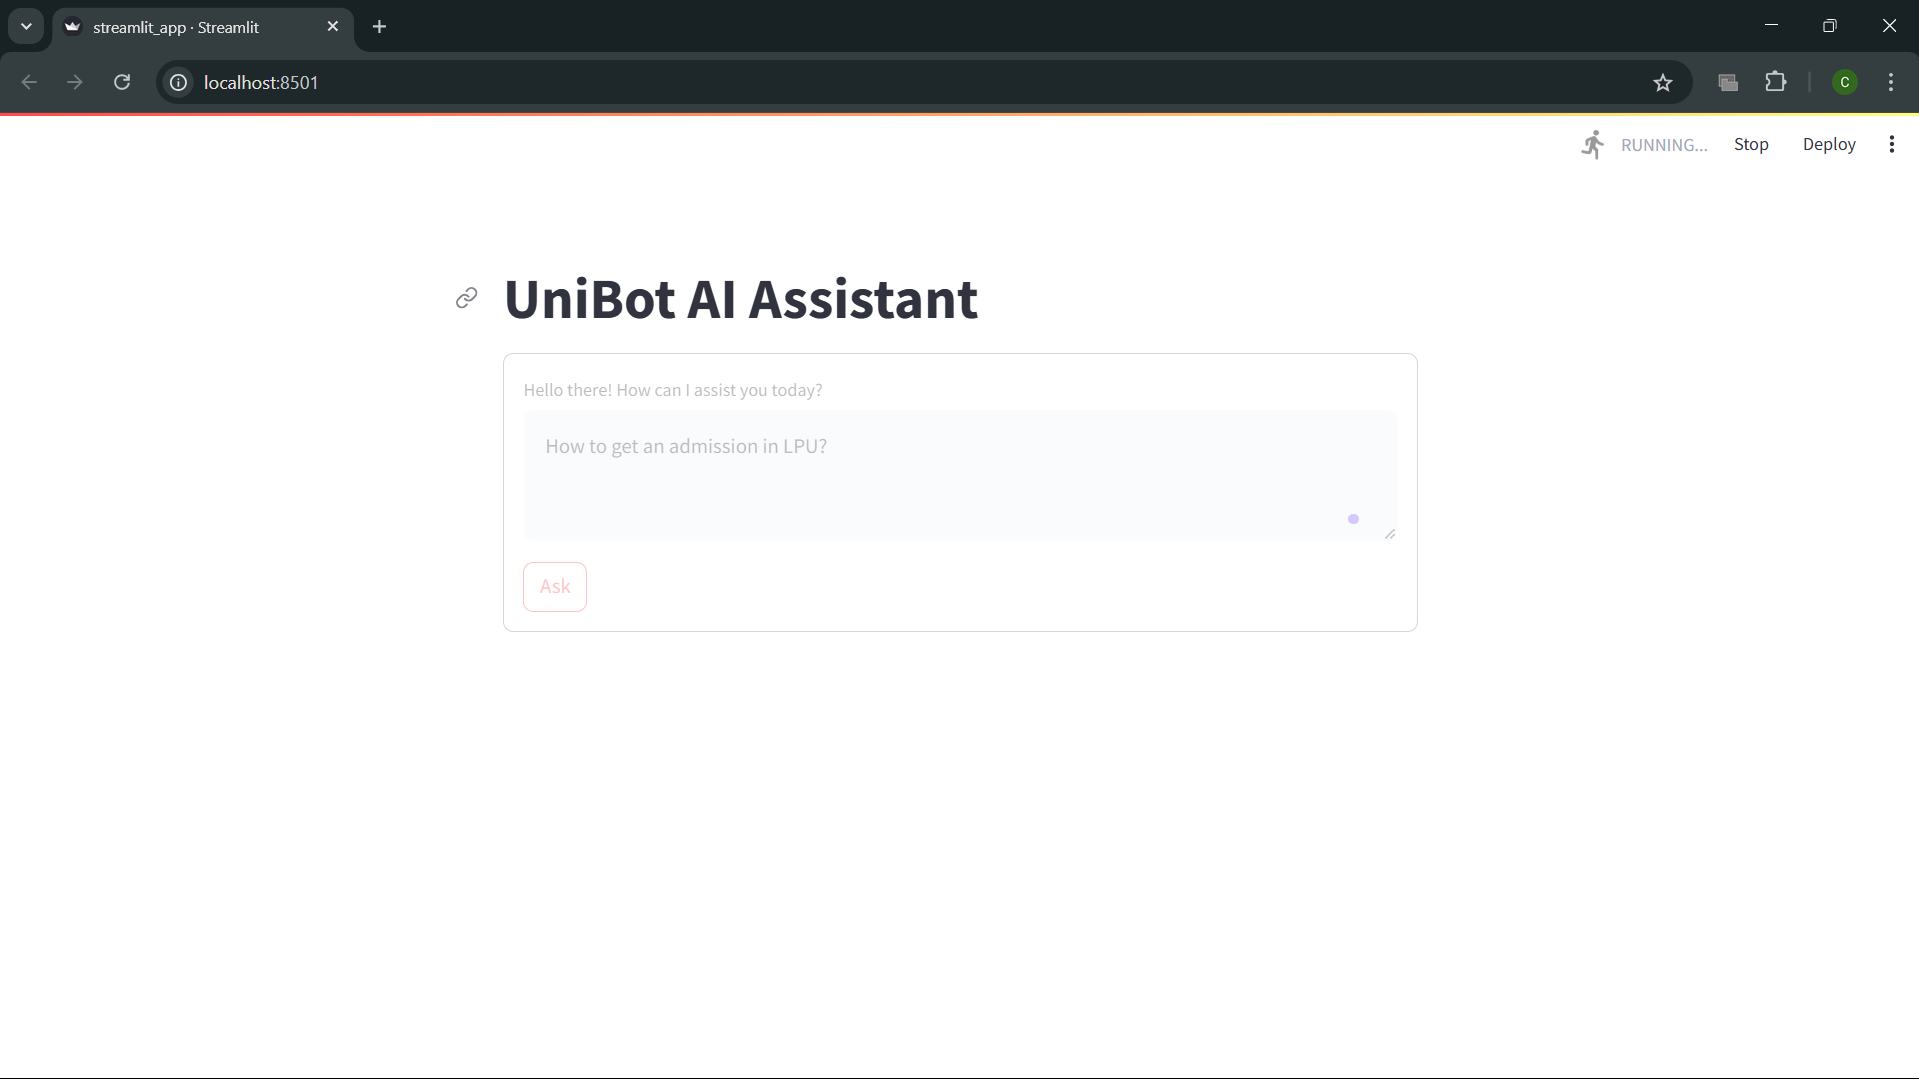 streamlit_app · Streamlit
localhost:8501
C
RUNNING...
Stop
Deploy
UniBot AI Assistant
Hello there! How can I assist you today?
How to get an admission in LPU?
Ask